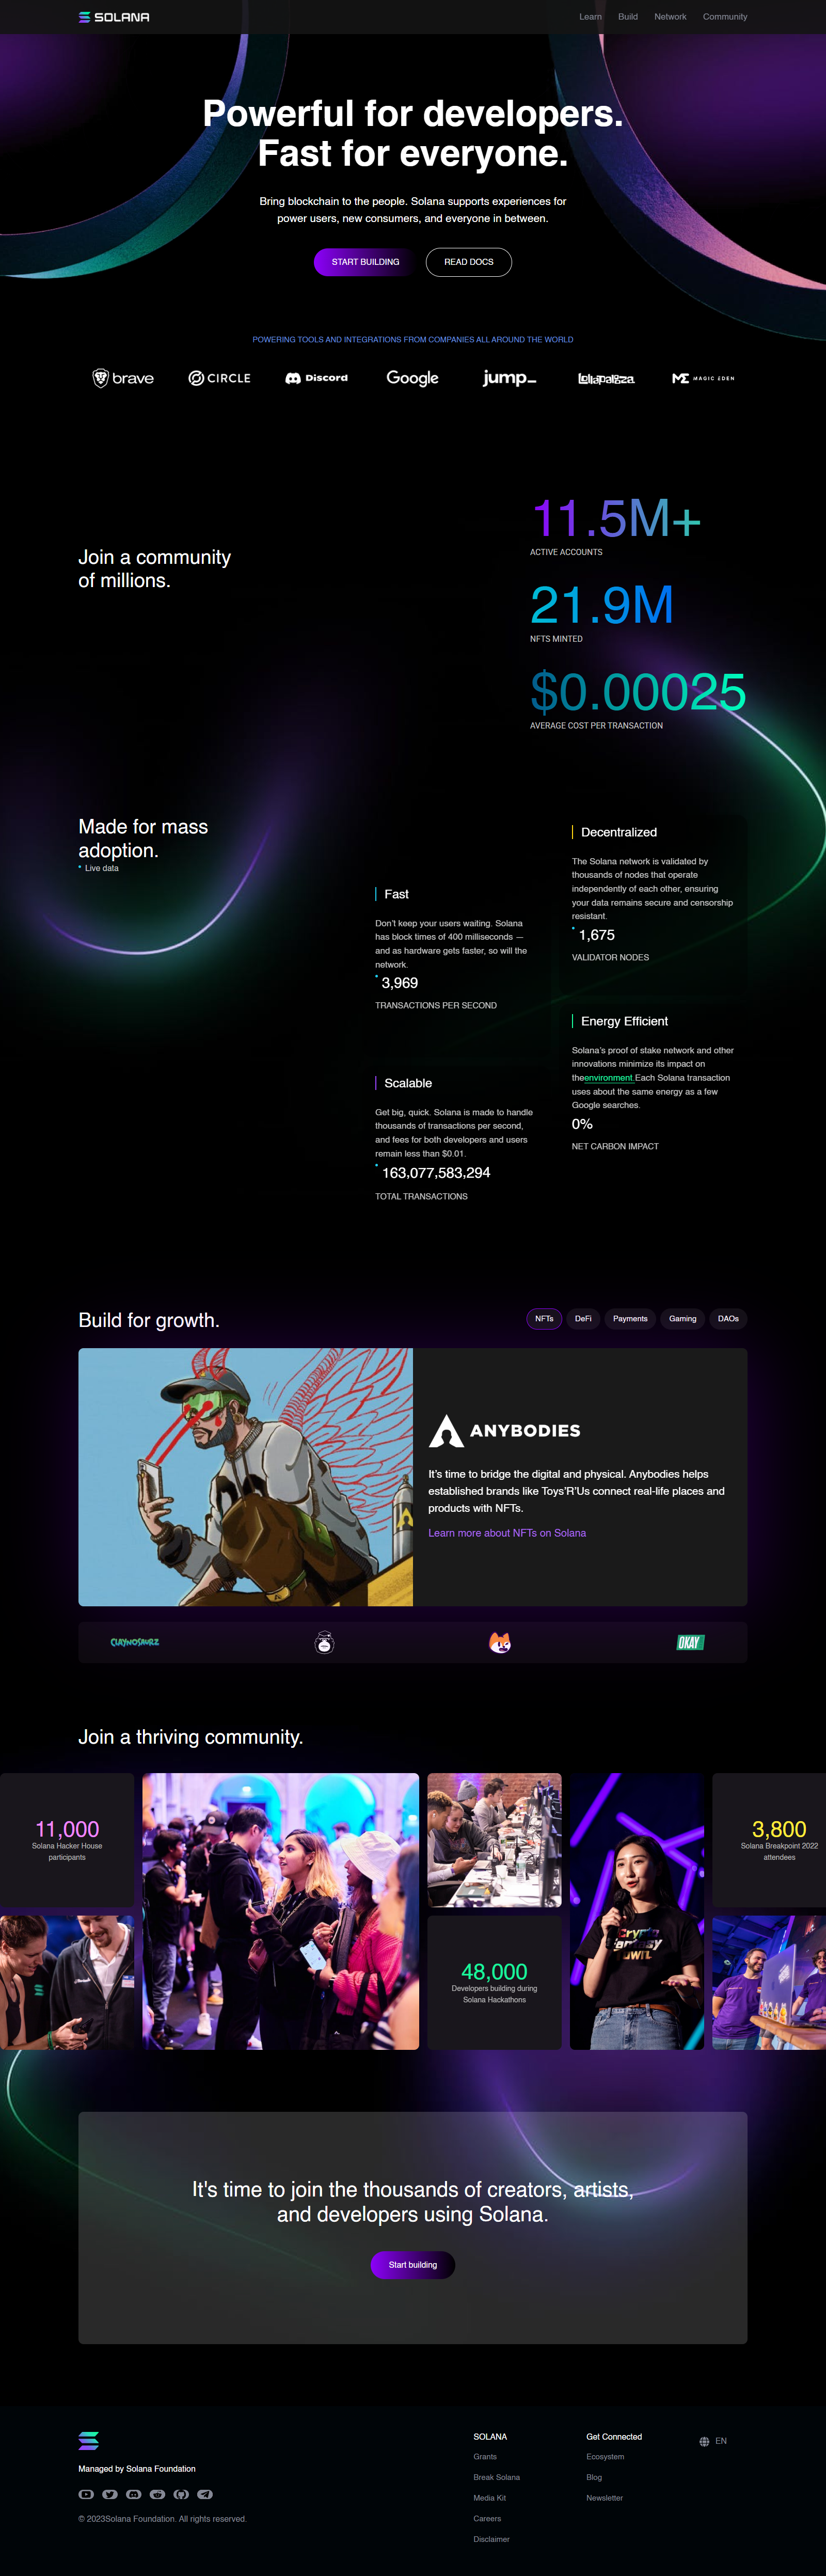 SOLANA
Learn Build Network Community
Powerful for developers.
Fast for everyone.
Bring blockchain to the people. Solana supports experiences for
power users, new consumers, and everyone in between.
START BUILDING
READ DOCS
POWERING TOOLS AND INTEGRATIONS FROM COMPANIES ALL AROUND THE WORLD
brave
CIRCLE
Discord
Google
jump_
Lollapalooza
MAGIC EDEN
Join a community
of millions.
11.5M+
ACTIVE ACCOUNTS
21.9M
NFTS MINTED
$0.00025
AVERAGE COST PER TRANSACTION
Made for mass
adoption.
Live data
Fast
Don't keep your users waiting. Solana
has block times of 400 milliseconds —
and as hardware gets faster, so will the
network.
3,969
TRANSACTIONS PER SECOND
Scalable
Get big, quick. Solana is made to handle
thousands of transactions per second,
and fees for both developers and users
remain less than $0.01.
163,077,583,294
TOTAL TRANSACTIONS
Decentralized
The Solana network is validated by
thousands of nodes that operate
independently of each other, ensuring
your data remains secure and censorship
resistant.
1,675
VALIDATOR NODES
Energy Efficient
Solana's proof of stake network and other
innovations minimize its impact on
theenvironment.Each Solana transaction
uses about the same energy as a few
Google searches.
0%
NET CARBON IMPACT
Build for growth.
NFTs
DeFi
Payments
Gaming
DAOs
ANYBODIES
It's time to bridge the digital and physical. Anybodies helps
established brands like Toys'R'Us connect real-life places and
products with NFTs.
Learn more about NFTs on Solana
CLAYNOSAURZ
OKAY
Join a thriving community.
11,000
Solana Hacker House
participants
48,000
Developers building during
Solana Hackathons
3,800
Solana Breakpoint 2022
attendees
It's time to join the thousands of creators, artists,
and developers using Solana.
Start building
Managed by Solana Foundation
© 2023Solana Foundation. All rights reserved.
SOLANA
Grants
Break Solana
Media Kit
Careers
Disclaimer
Get Connected
Ecosystem
Blog
Newsletter
EN